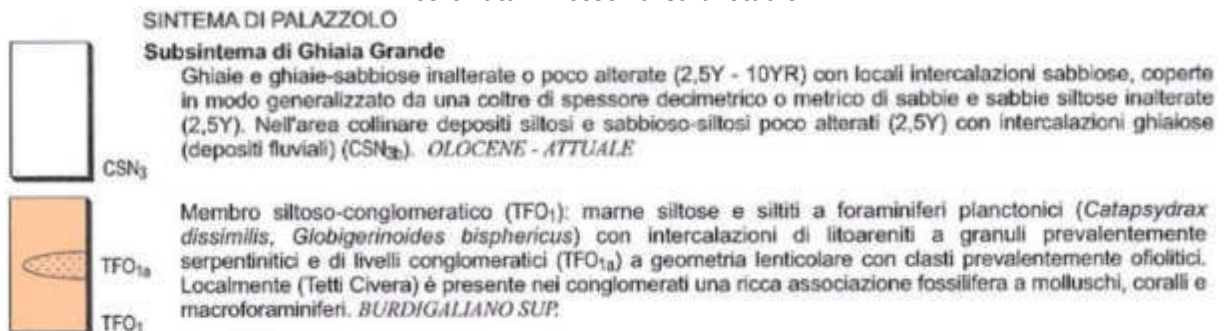 SINTEMA DI PALAZZOLO
Subsintema di Ghiaia Grande
Ghiaie e ghiaie-sabbiose inalterate o poco alterate (2,5Y - 10YR) con locali intercalazioni sabbiose, coperte
in modo generalizzato da una coltre di spessore decimetrico o metrico di sabbie e sabbie siltose inalterate
(2,5Y). Nell'area collinare depositi siltosi e sabbioso-siltosi poco alterati (2,5Y) con intercalazioni ghiaiose
(depositi fluviali) (CSN3b). OLOCENE - ATTUALE
CSN3
Membro siltoso-conglomeratico (TFO1): marne siltose e siltiti a foraminiferi planctonici (Catapsydrax
dissimilis, Globigerinoides bisphericus) con intercalazioni di litoareniti a granuli prevalentemente
serpentinitici e di livelli conglomeratici (TFO1a) a geometria lenticolare con clasti prevalentemente ofiolitici.
Localmente (Tetti Civera) è presente nei conglomerati una ricca associazione fossilifera a molluschi, coralli e
macroforaminiferi. BURDIGALIANO SUP.
TFO1a
TFO1